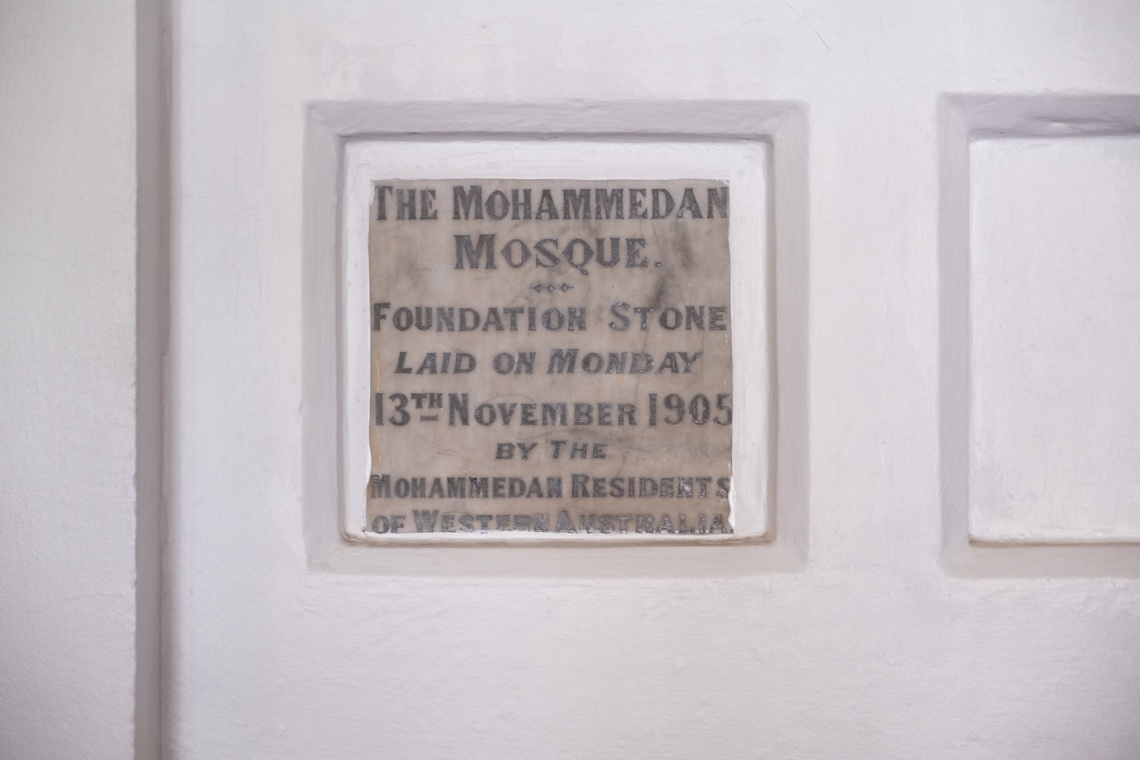 THE MOHAMMEDAN
MOSQUE.
FOUNDATION STONE
LAID ON MONDAY
13TH NOVEMBER 1905
BY THE
MOHAMMEDAN RESIDENTS
OF WESTERN AUSTRALIA